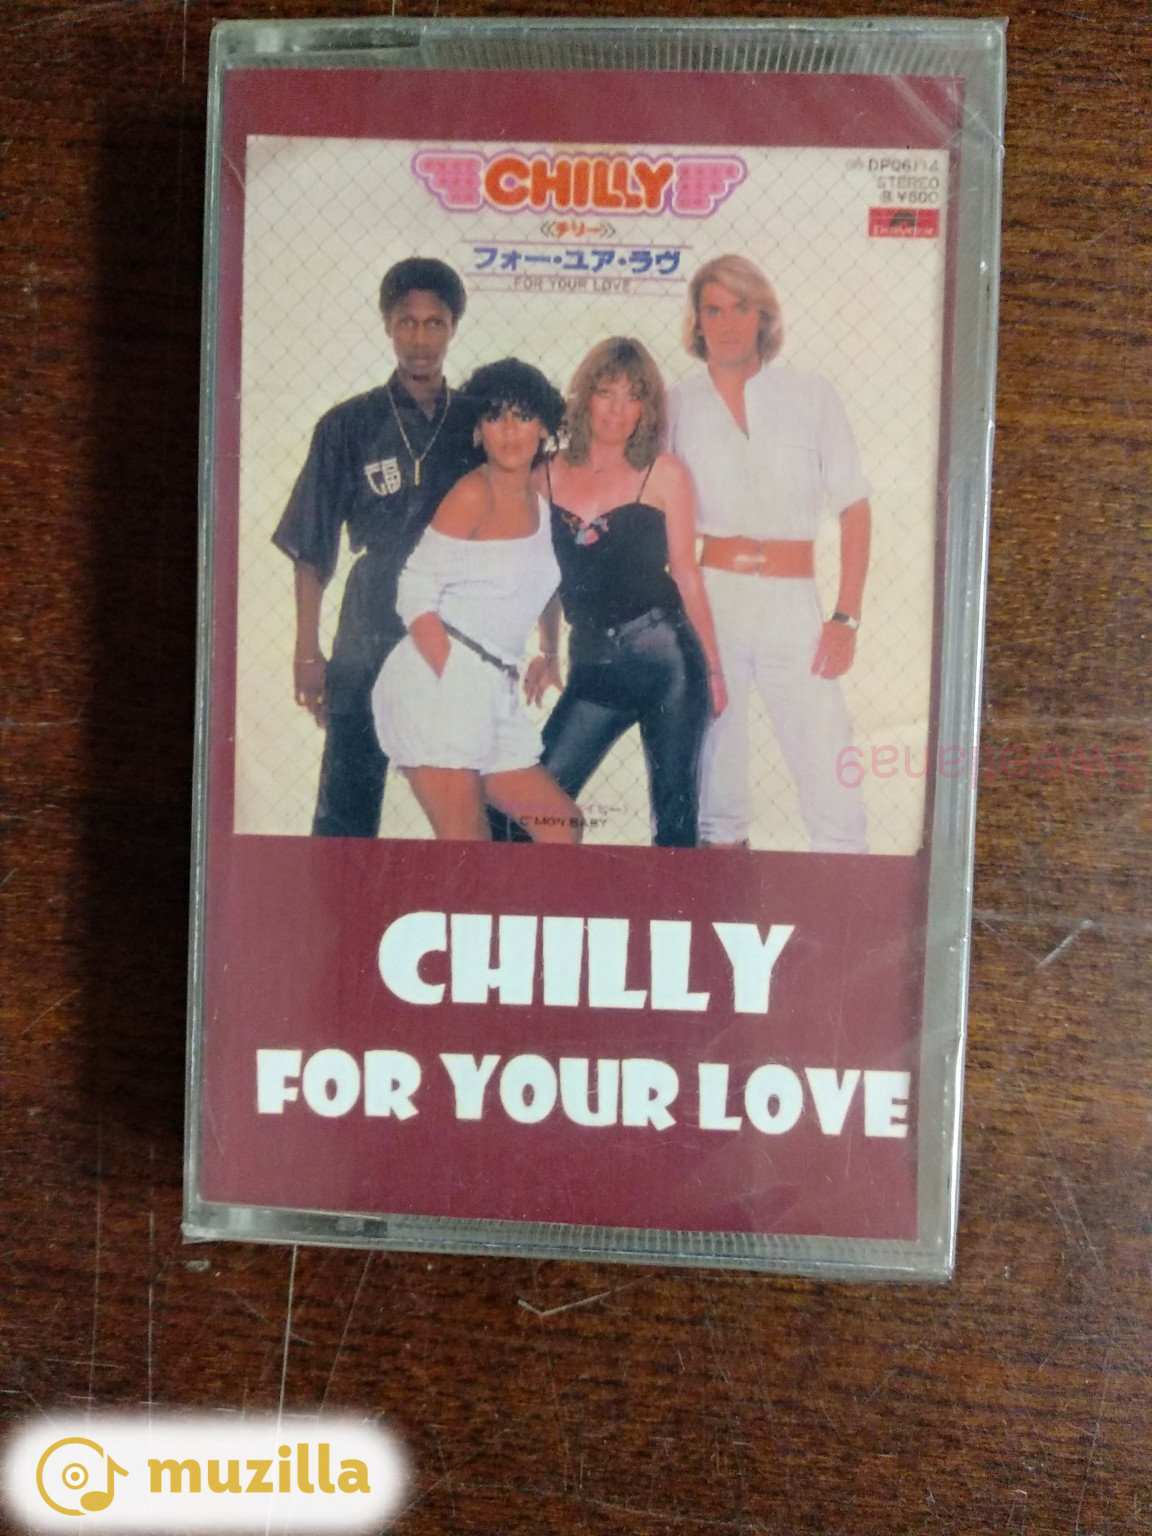 CHILLY
DPQ6114
STEREO
¥600
《チリー》
フォー・ユア・ラヴ
FOR YOUR LOVE
C'MON BABY
CHILLY
FOR YOUR LOVE
muzilla